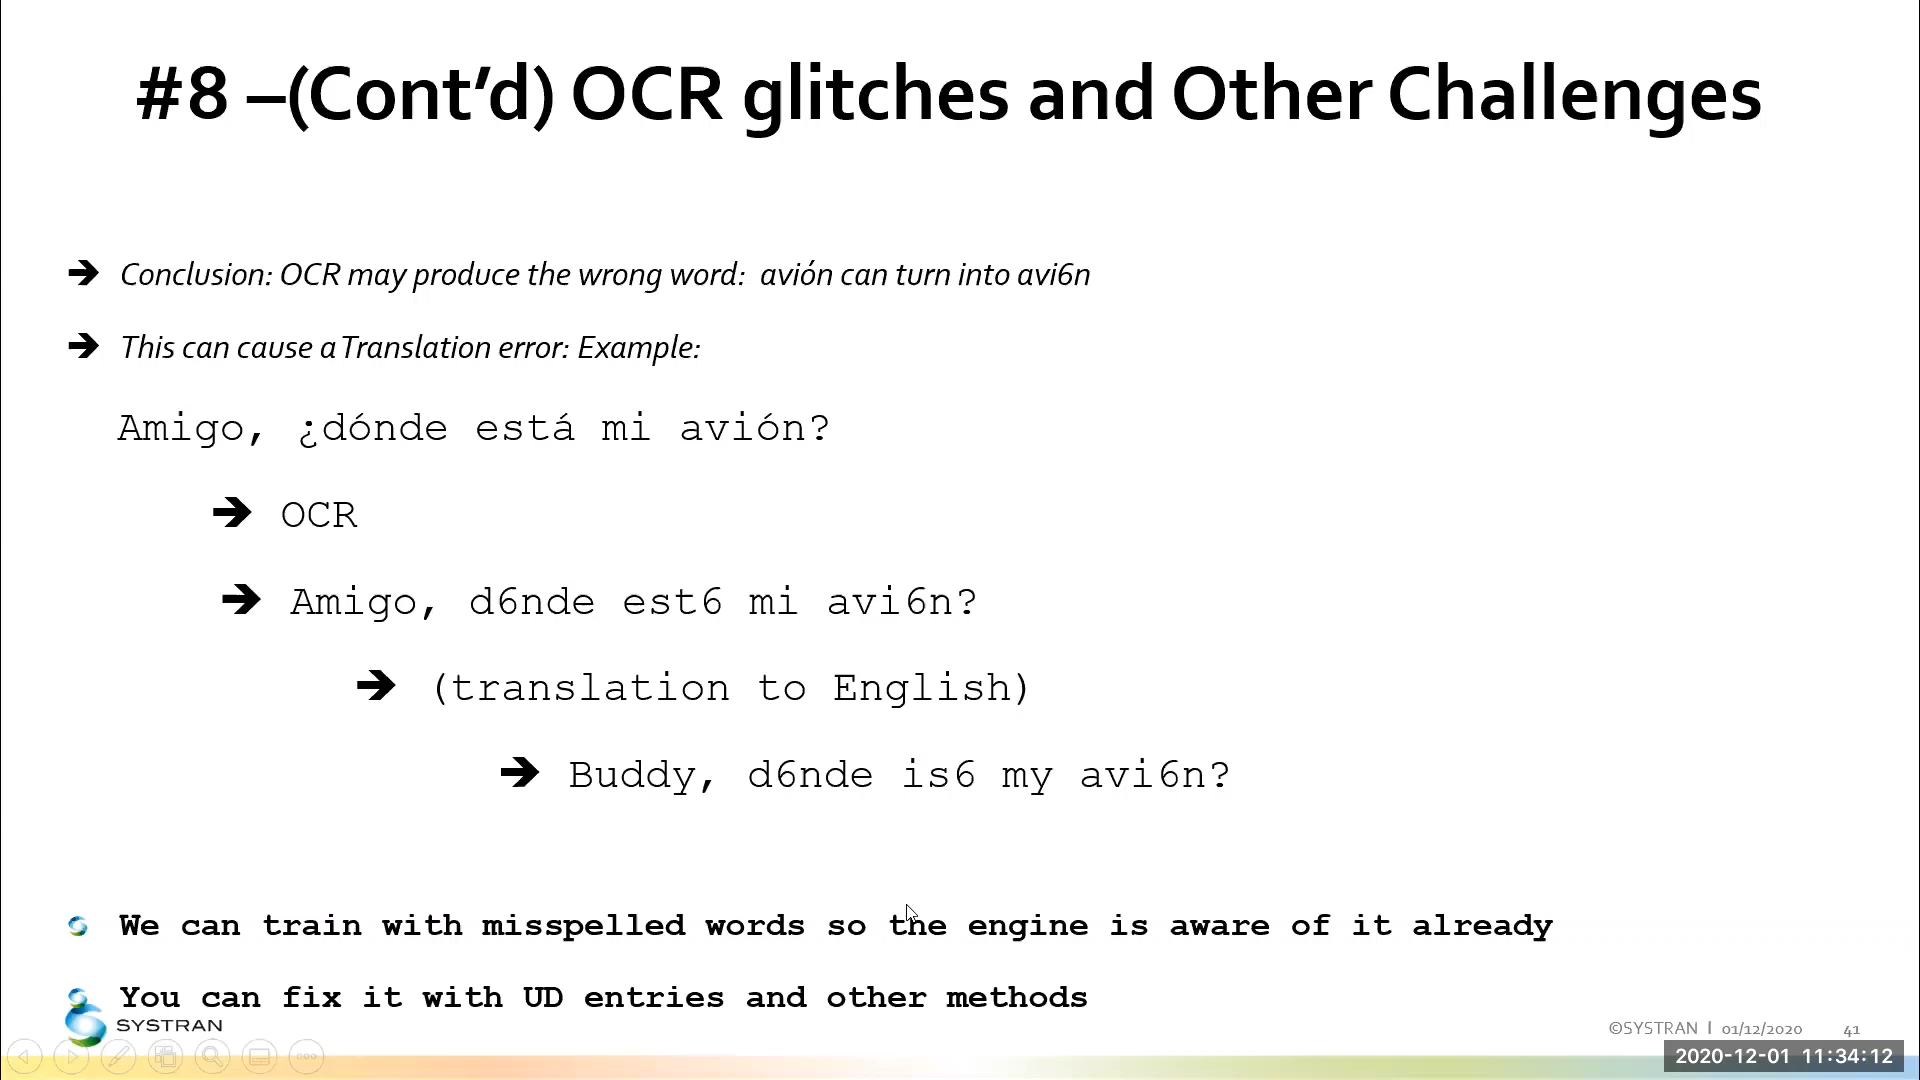 #8 –(Cont’d) OCR glitches and Other Challenges
➔ Conclusion: OCR may produce the wrong word: avión can turn into avi6n
➔ This can cause a Translation error: Example:
Amigo, ¿dónde está mi avión?
➔ OCR
➔ Amigo, d6nde est6 mi avi6n?
➔ (translation to English)
➔ Buddy, d6nde is6 my avi6n?
We can train with misspelled words so the engine is aware of it already
You can fix it with UD entries and other methods
SYSTRAN
©SYSTRAN | 01/12/2020 41
2020-12-01 11:34:12